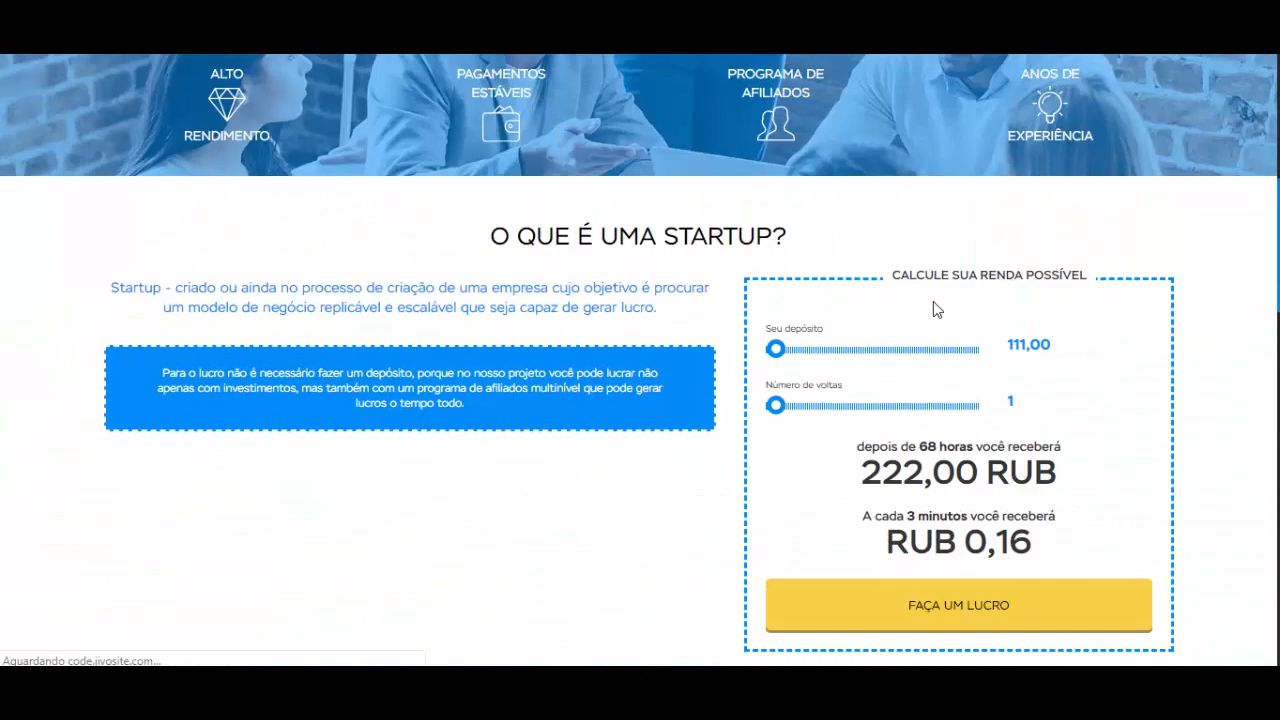 ALTO
RENDIMENTO
PAGAMENTOS
ESTÁVEIS
PROGRAMA DE
AFILIADOS
ANOS DE
EXPERIÊNCIA
O QUE É UMA STARTUP?
Startup - criado ou ainda no processo de criação de uma empresa cujo objetivo é procurar
um modelo de negócio replicável e escalável que seja capaz de gerar lucro.
Para o lucro não é necessário fazer um depósito, porque no nosso projeto você pode lucrar não
apenas com investimentos, mas também com um programa de afiliados multinível que pode gerar
lucros o tempo todo.
CALCULE SUA RENDA POSSÍVEL
Seu depósito
111,00
Número de voltas
1
depois de 68 horas você receberá
222,00 RUB
A cada 3 minutos você receberá
RUB 0,16
FAÇA UM LUCRO
Aguardando code.jivosite.com...